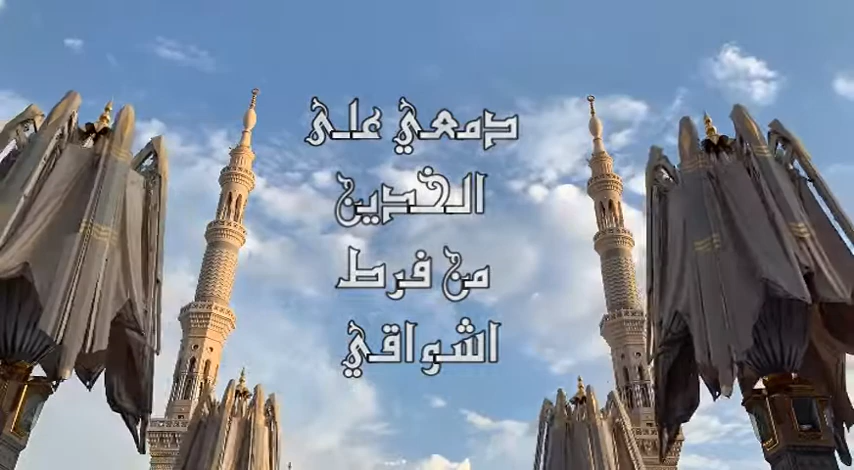 دمعي على
الخدين
من فرط
اشواقي